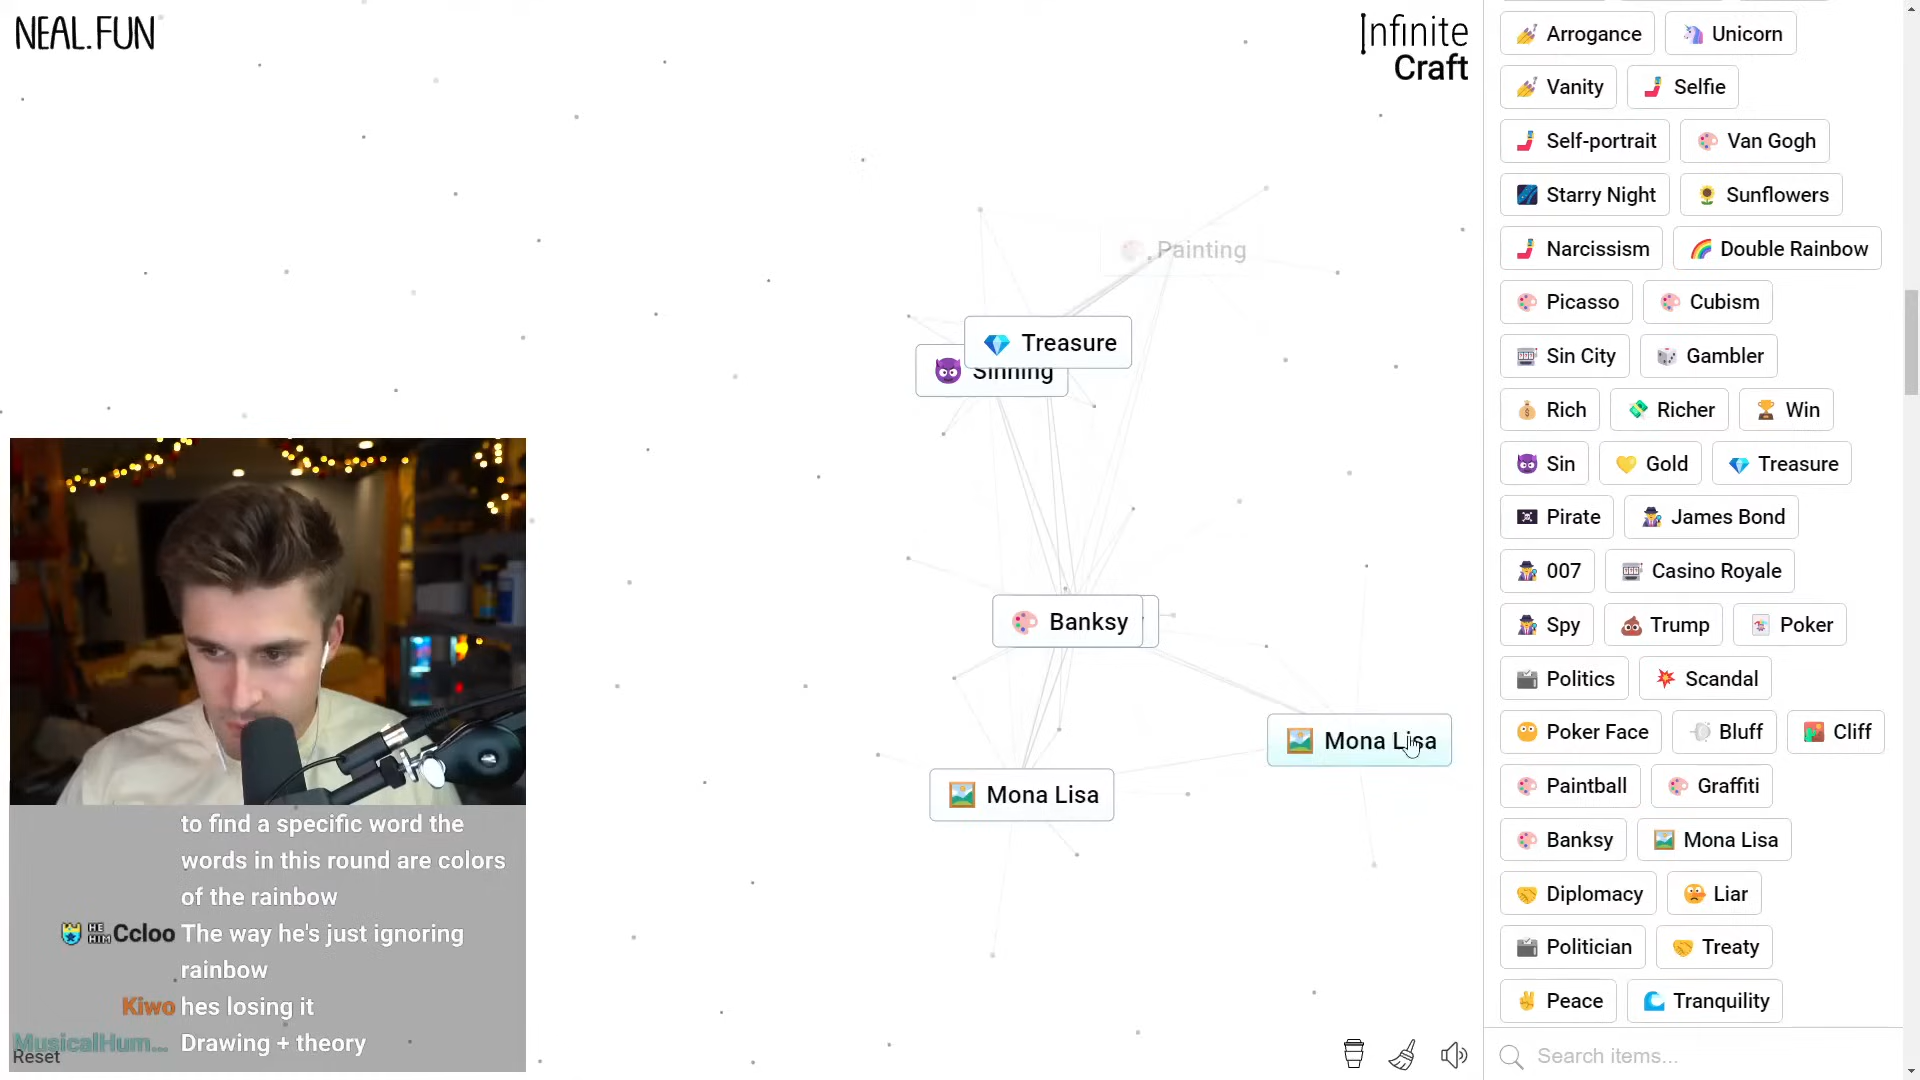 NEAL.FUN
Infinite
Craft
Painting
Treasure
Sinning
Banksy
Mona Lisa
Mona Lisa
to find a specific word the
words in this round are colors
of the rainbow
HE HIM Ccloo The way he's just ignoring
rainbow
Kiwo hes losing it
MusicalHum... Drawing + theory
Reset
Arrogance Unicorn
Vanity Selfie
Self-portrait Van Gogh
Starry Night Sunflowers
Narcissism Double Rainbow
Picasso Cubism
Sin City Gambler
Rich Richer Win
Sin Gold Treasure
Pirate James Bond
007 Casino Royale
Spy Trump Poker
Politics Scandal
Poker Face Bluff Cliff
Paintball Graffiti
Banksy Mona Lisa
Diplomacy Liar
Politician Treaty
Peace Tranquility
Search items...